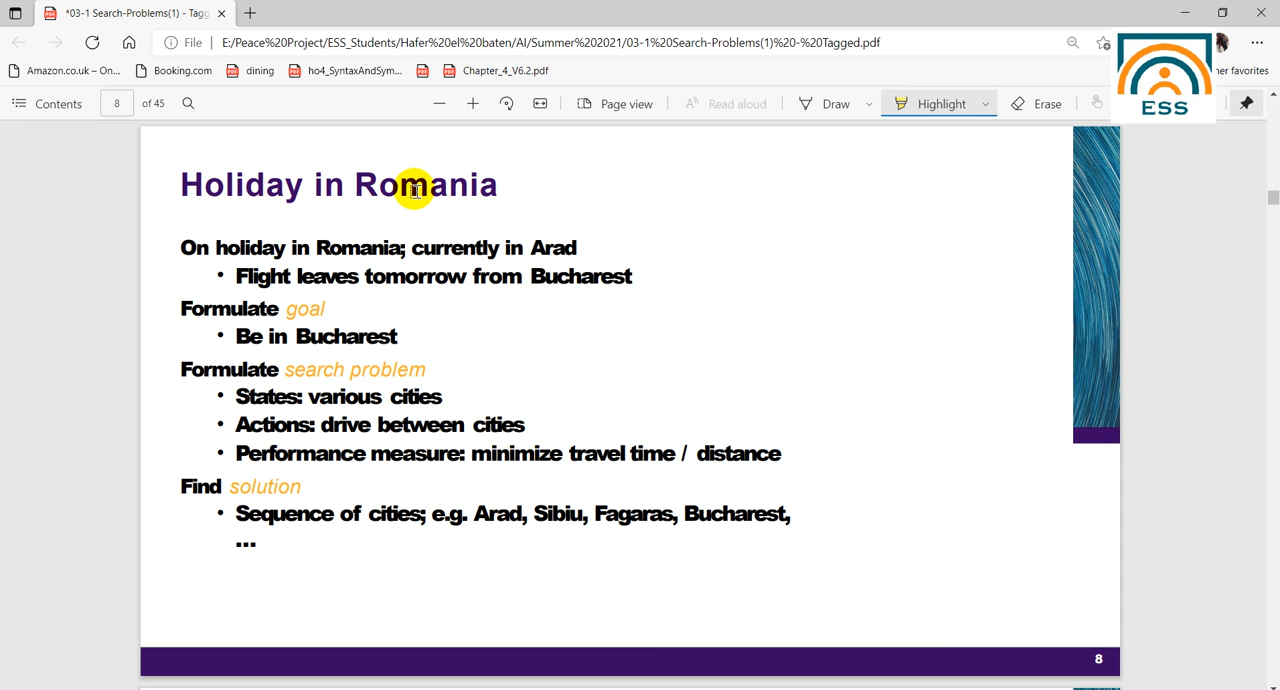 *03-1 Search-Problems(1) - Tagg
File
E:/Peace%20Project/ESS_Students/Hafar%20el%20baten/AI/Summer%202021/03-1%20Search-Problems(1)%20-%20Tagged.pdf
Amazon.co.uk – On...
Booking.com
dining
ho4_SyntaxAndSym...
Chapter_4_V6.2.pdf
her favorites
ESS
Contents
8
of 45
Page view
Read aloud
Draw
Highlight
Erase
Holiday in Romania
On holiday in Romania; currently in Arad
• Flight leaves tomorrow from Bucharest
Formulate goal
• Be in Bucharest
Formulate search problem
• States: various cities
• Actions: drive between cities
• Performance measure: minimize travel time / distance
Find solution
• Sequence of cities; e.g. Arad, Sibiu, Fagaras, Bucharest,
...
8